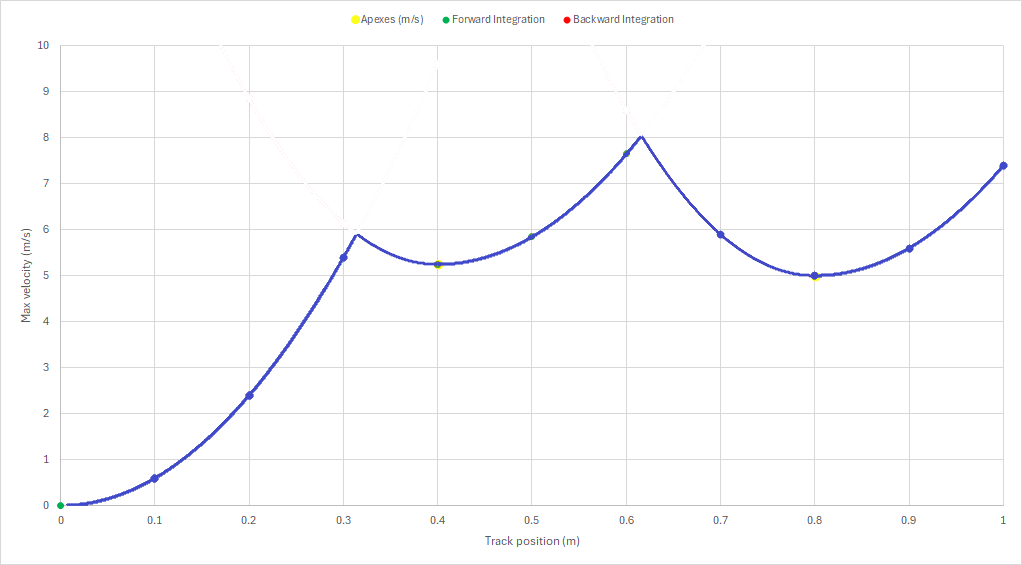 Apexes (m/s) Forward Integration Backward Integration
10
9
8
7
6
5
4
3
2
1
0
Max velocity (m/s)
0 0.1 0.2 0.3 0.4 0.5 0.6 0.7 0.8 0.9 1
Track position (m)